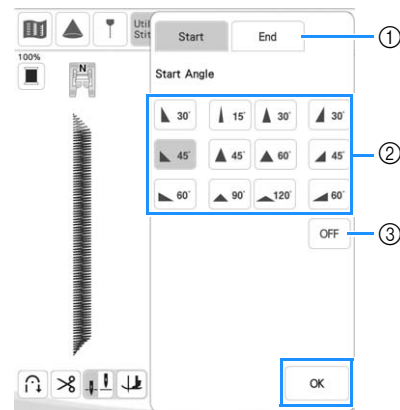 Util
Stit
Start End ①
100%
N
Start Angle
30° 15° 30° 30°
45° 45° 60° 45° ②
60° 90° 120° 60°
OFF ③
OK